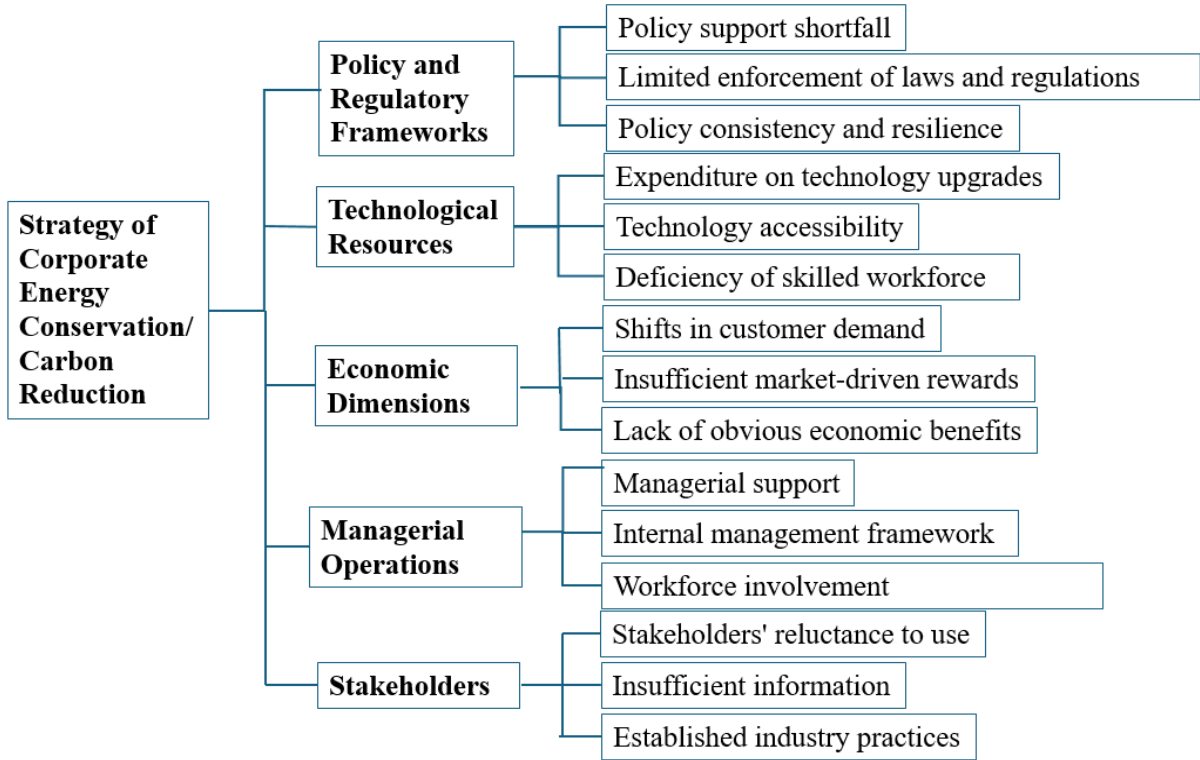 Strategy of
Corporate
Energy
Conservation/
Carbon
Reduction
Policy and
Regulatory
Frameworks
Policy support shortfall
Limited enforcement of laws and regulations
Policy consistency and resilience
Technological
Resources
Expenditure on technology upgrades
Technology accessibility
Deficiency of skilled workforce
Economic
Dimensions
Shifts in customer demand
Insufficient market-driven rewards
Lack of obvious economic benefits
Managerial
Operations
Managerial support
Internal management framework
Workforce involvement
Stakeholders
Stakeholders' reluctance to use
Insufficient information
Established industry practices